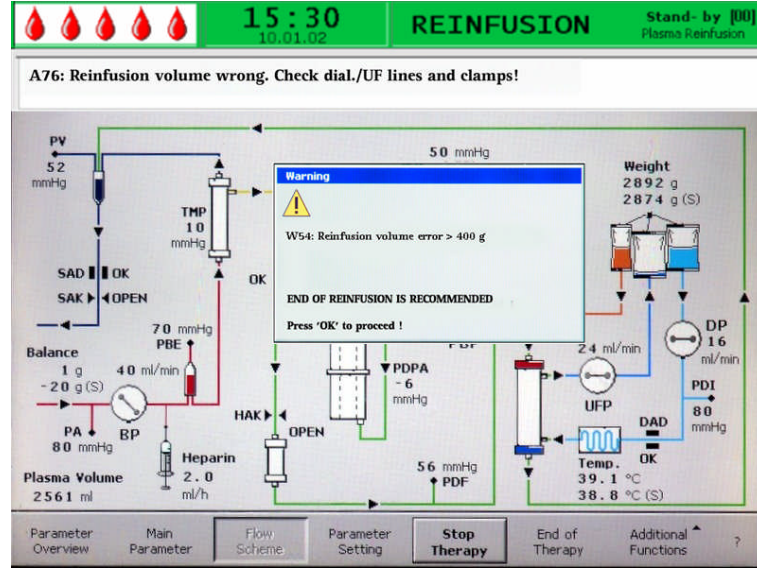 15:30
10.01.02
REINFUSION
Stand- by [00]
Plasma Reinfusion
A76: Reinfusion volume wrong. Check dial./UF lines and clamps!
PV
52
mmHg
50 mmHg
Warning
W54: Reinfusion volume error > 400 g
END OF REINFUSION IS RECOMMENDED
Press ‘OK’ to proceed !
Weight
2892 g
2874 g (S)
TMP
10
mmHg
SAD OK
SAK OPEN
OK
70 mmHg
PBE
Balance
1 g
-20 g (S)
40 ml/min
PA
80 mmHg
BP
HAK
OPEN
PDPA
-6
mmHg
24 ml/min
UFP
DP
16
ml/min
PDI
80
mmHg
DAD
OK
Heparin
2.0
ml/h
Plasma Volume
2561 ml
56 mmHg
PDF
Temp.
39.1 °C
38.8 °C (S)
Parameter
Overview
Main
Parameter
Flow
Scheme
Parameter
Setting
Stop
Therapy
End of
Therapy
Additional
Functions
?